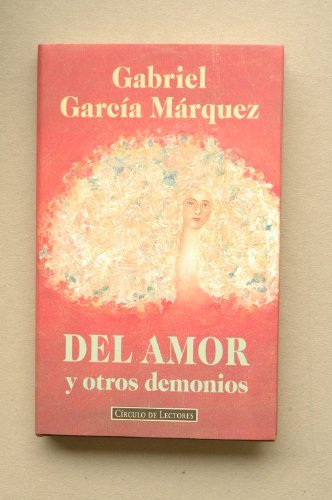 Gabriel
García Márquez
DEL AMOR
y otros demonios
CÍRCULO DE LECTORES